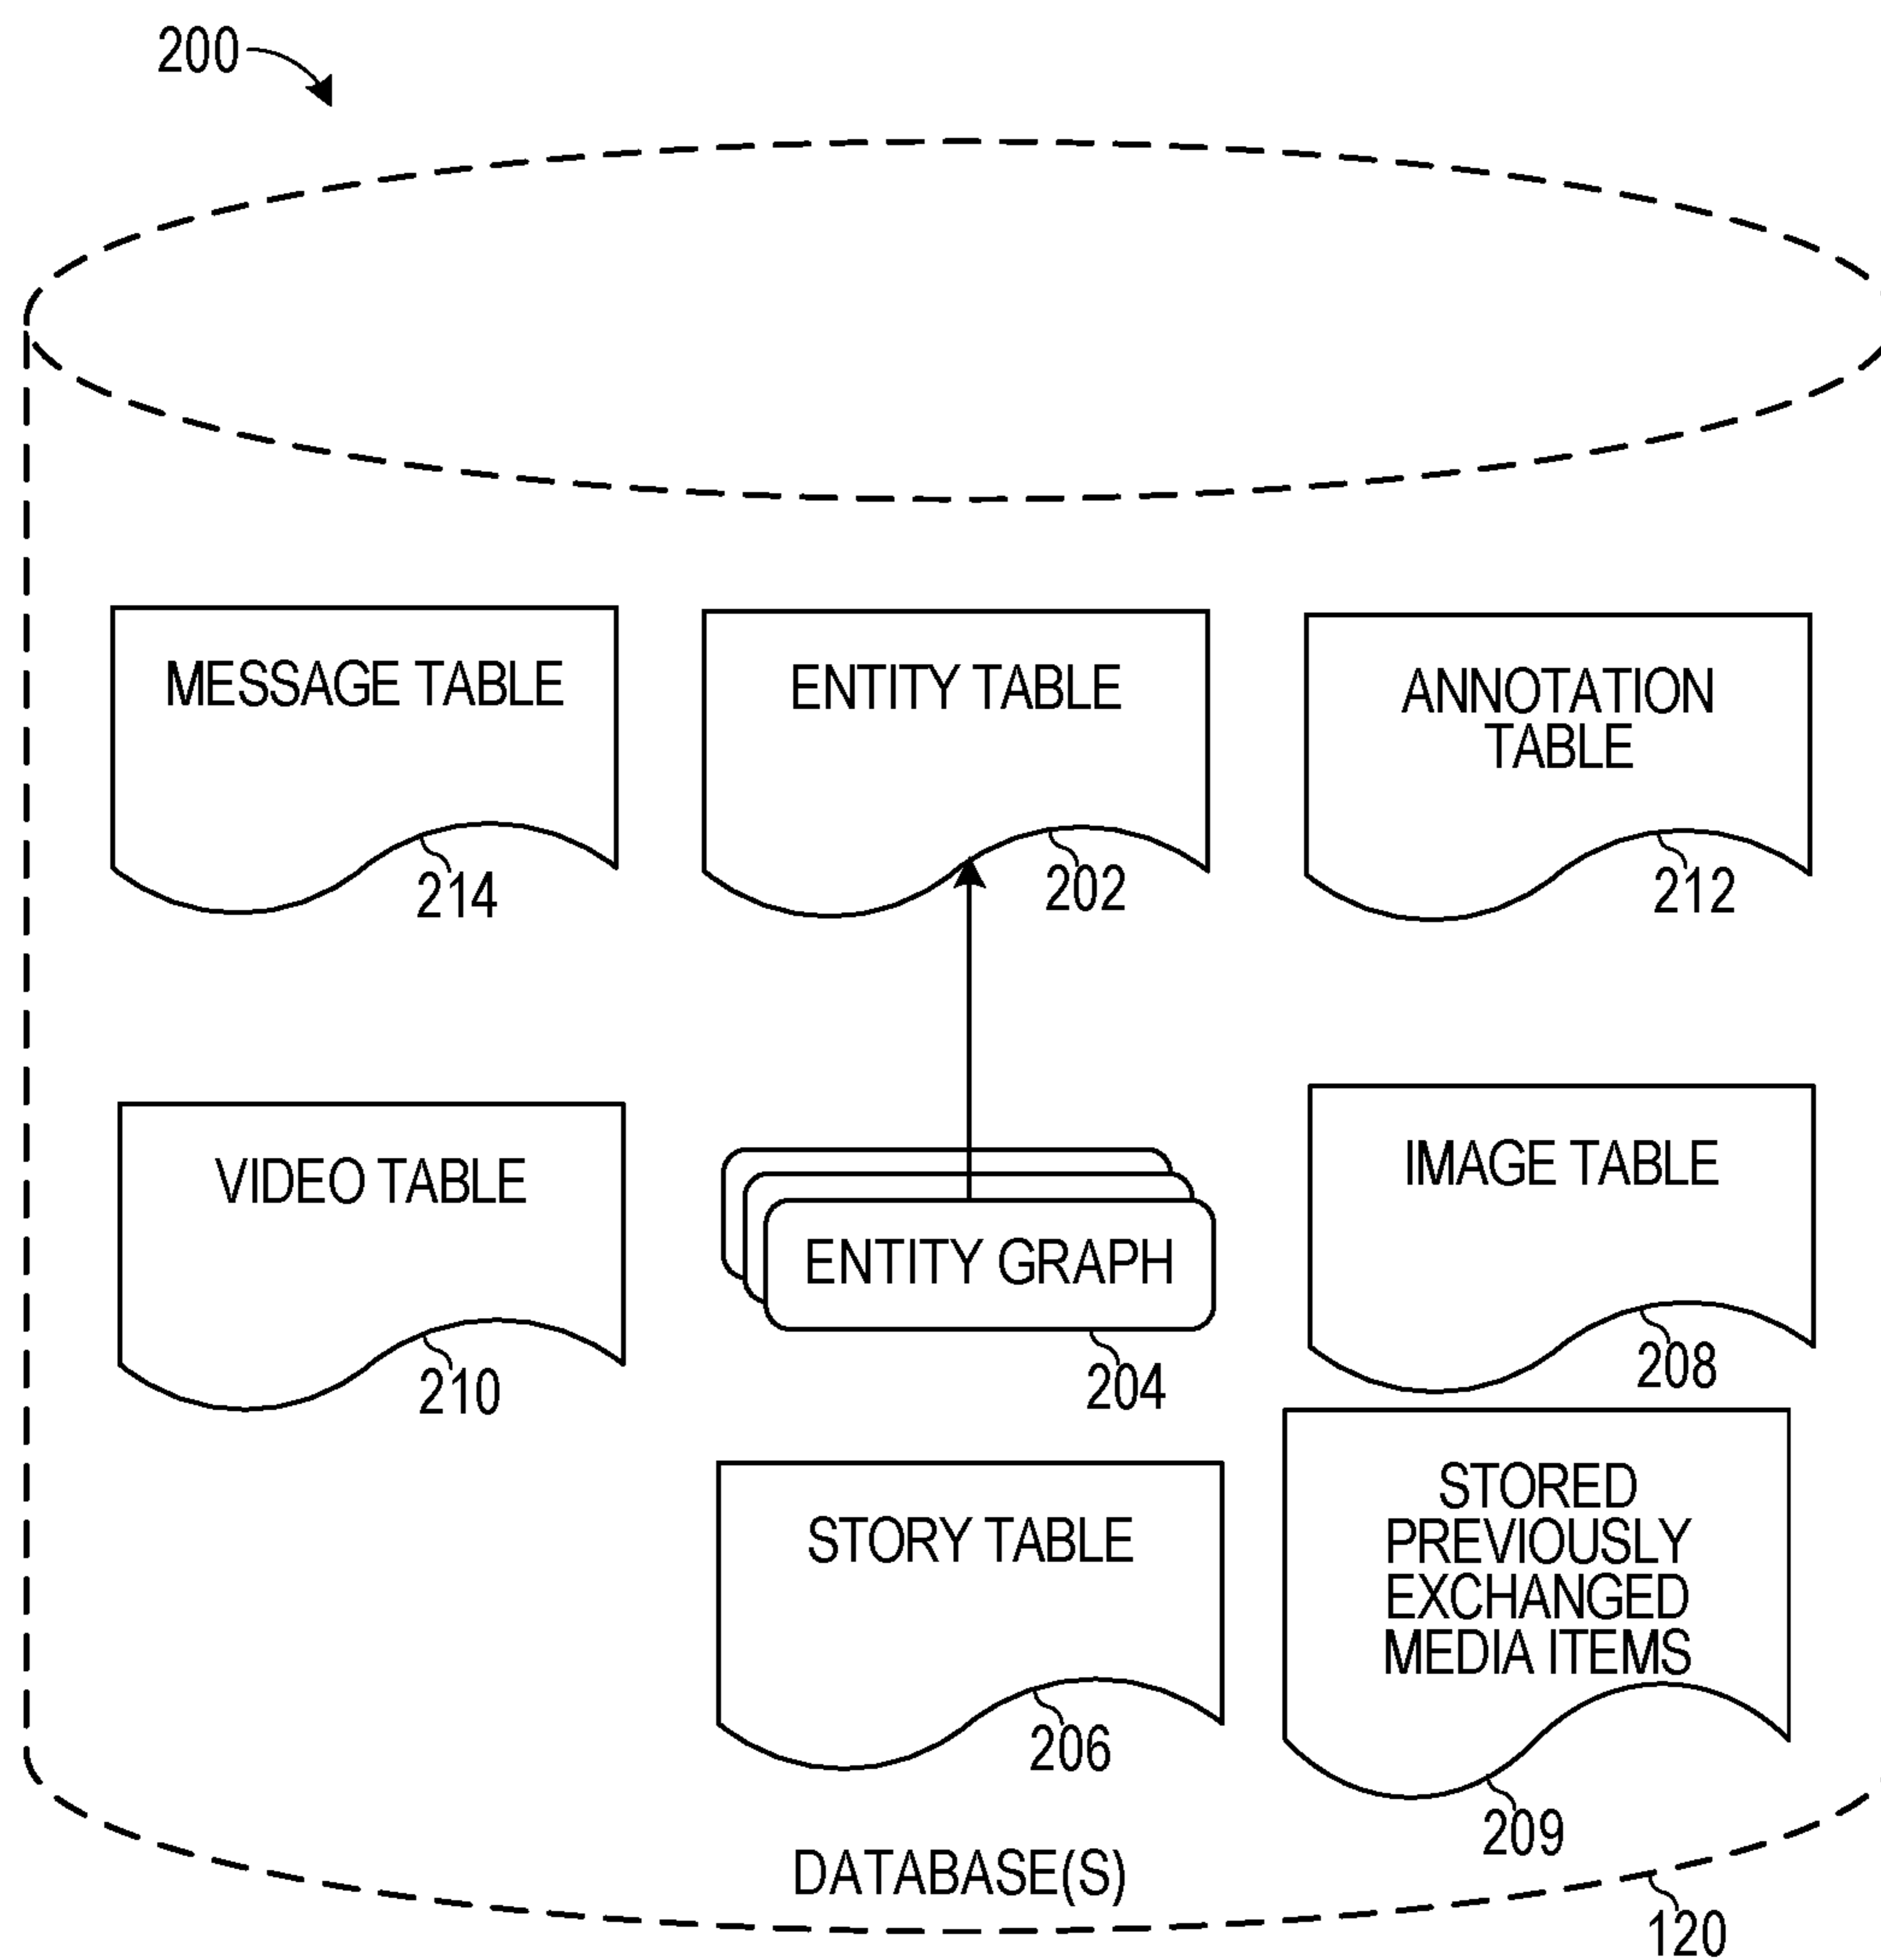 200
MESSAGE TABLE
214
ENTITY TABLE
202
ANNOTATION
TABLE
212
VIDEO TABLE
210
ENTITY GRAPH
204
IMAGE TABLE
208
STORY TABLE
206
STORED
PREVIOUSLY
EXCHANGED
MEDIA ITEMS
209
DATABASE(S)
120